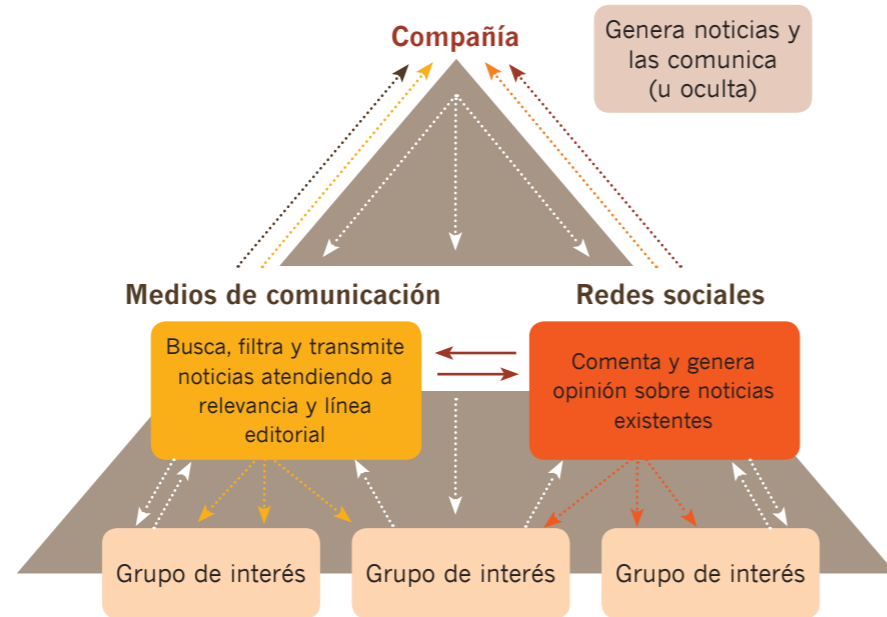 Compañía
Genera noticias y
las comunica
(u oculta)
Medios de comunicación
Redes sociales
Busca, filtra y transmite
noticias atendiendo a
relevancia y línea
editorial
Comenta y genera
opinión sobre noticias
existentes
Grupo de interés
Grupo de interés
Grupo de interés